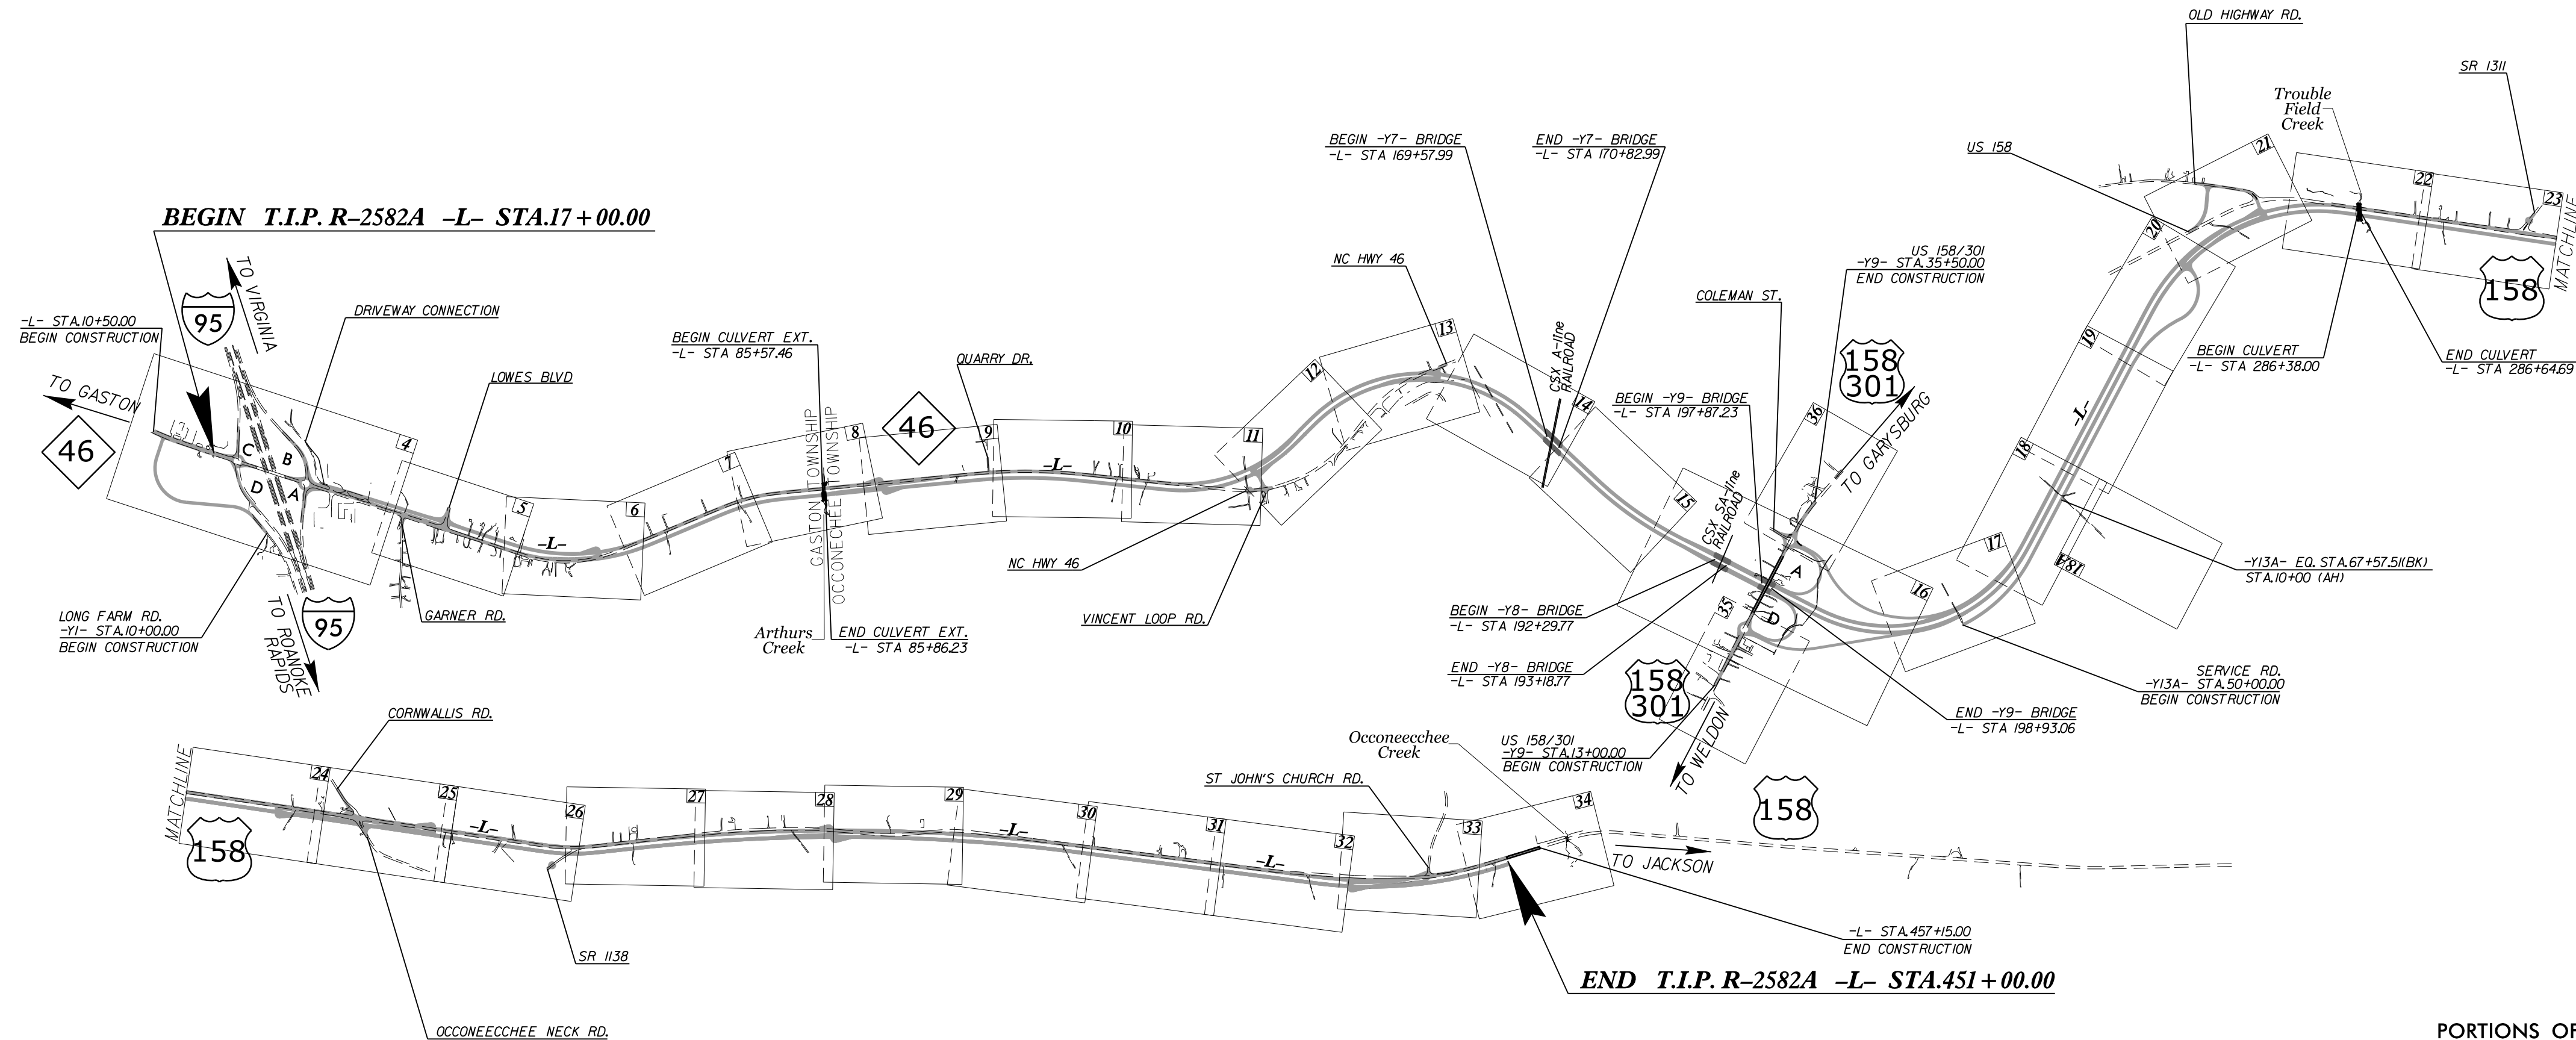 OLD HIGHWAY RD.
SR 1311
Trouble
Field
Creek
21
US 158
22
23
MATCHLINE
158
20
BEGIN CULVERT
-L- STA 286+38.00
END CULVERT
-L- STA 286+64.69
BEGIN -Y7- BRIDGE
-L- STA 169+57.99
END -Y7- BRIDGE
-L- STA 170+82.99
BEGIN T.I.P. R-2582A -L- STA.17+00.00
NC HWY 46
US 158/301
-Y9- STA.35+50.00
END CONSTRUCTION
COLEMAN ST.
TO VIRGINIA
95
-L- STA.10+50.00
BEGIN CONSTRUCTION
DRIVEWAY CONNECTION
BEGIN CULVERT EXT.
-L- STA 85+57.46
QUARRY DR.
LOWES BLVD
13
12
CSX A-line
RAILROAD
14
BEGIN -Y9- BRIDGE
-L- STA 197+87.23
158
301
TO GARYSBURG
36
19
-L-
18
TO GASTON
46
C
B
D
A
4
5
6
7
8
46
9
10
11
-L-
-L-
GASTON TOWNSHIP
OCCONECHEE TOWNSHIP
NC HWY 46
VINCENT LOOP RD.
15
CSX SA-line
RAILROAD
A
D
16
17
18A
-Y13A- EQ. STA.67+57.51(BK)
STA.10+00 (AH)
LONG FARM RD.
-Y1- STA.10+00.00
BEGIN CONSTRUCTION
TO ROANOKE
RAPIDS
95
GARNER RD.
Arthurs
Creek
END CULVERT EXT.
-L- STA 85+86.23
BEGIN -Y8- BRIDGE
-L- STA 192+29.77
END -Y8- BRIDGE
-L- STA 193+18.77
35
158
301
SERVICE RD.
-Y13A- STA.50+00.00
BEGIN CONSTRUCTION
END -Y9- BRIDGE
-L- STA 198+93.06
US 158/301
-Y9- STA.13+00.00
BEGIN CONSTRUCTION
TO WELDON
CORNWALLIS RD.
MATCHLINE
158
24
25
-L-
26
27
28
29
-L-
30
31
-L-
32
33
34
Occoneecchee
Creek
ST JOHN'S CHURCH RD.
158
TO JACKSON
SR 1138
-L- STA.457+15.00
END CONSTRUCTION
END T.I.P. R-2582A -L- STA.451+00.00
OCCONEECCHEE NECK RD.
PORTIONS OF